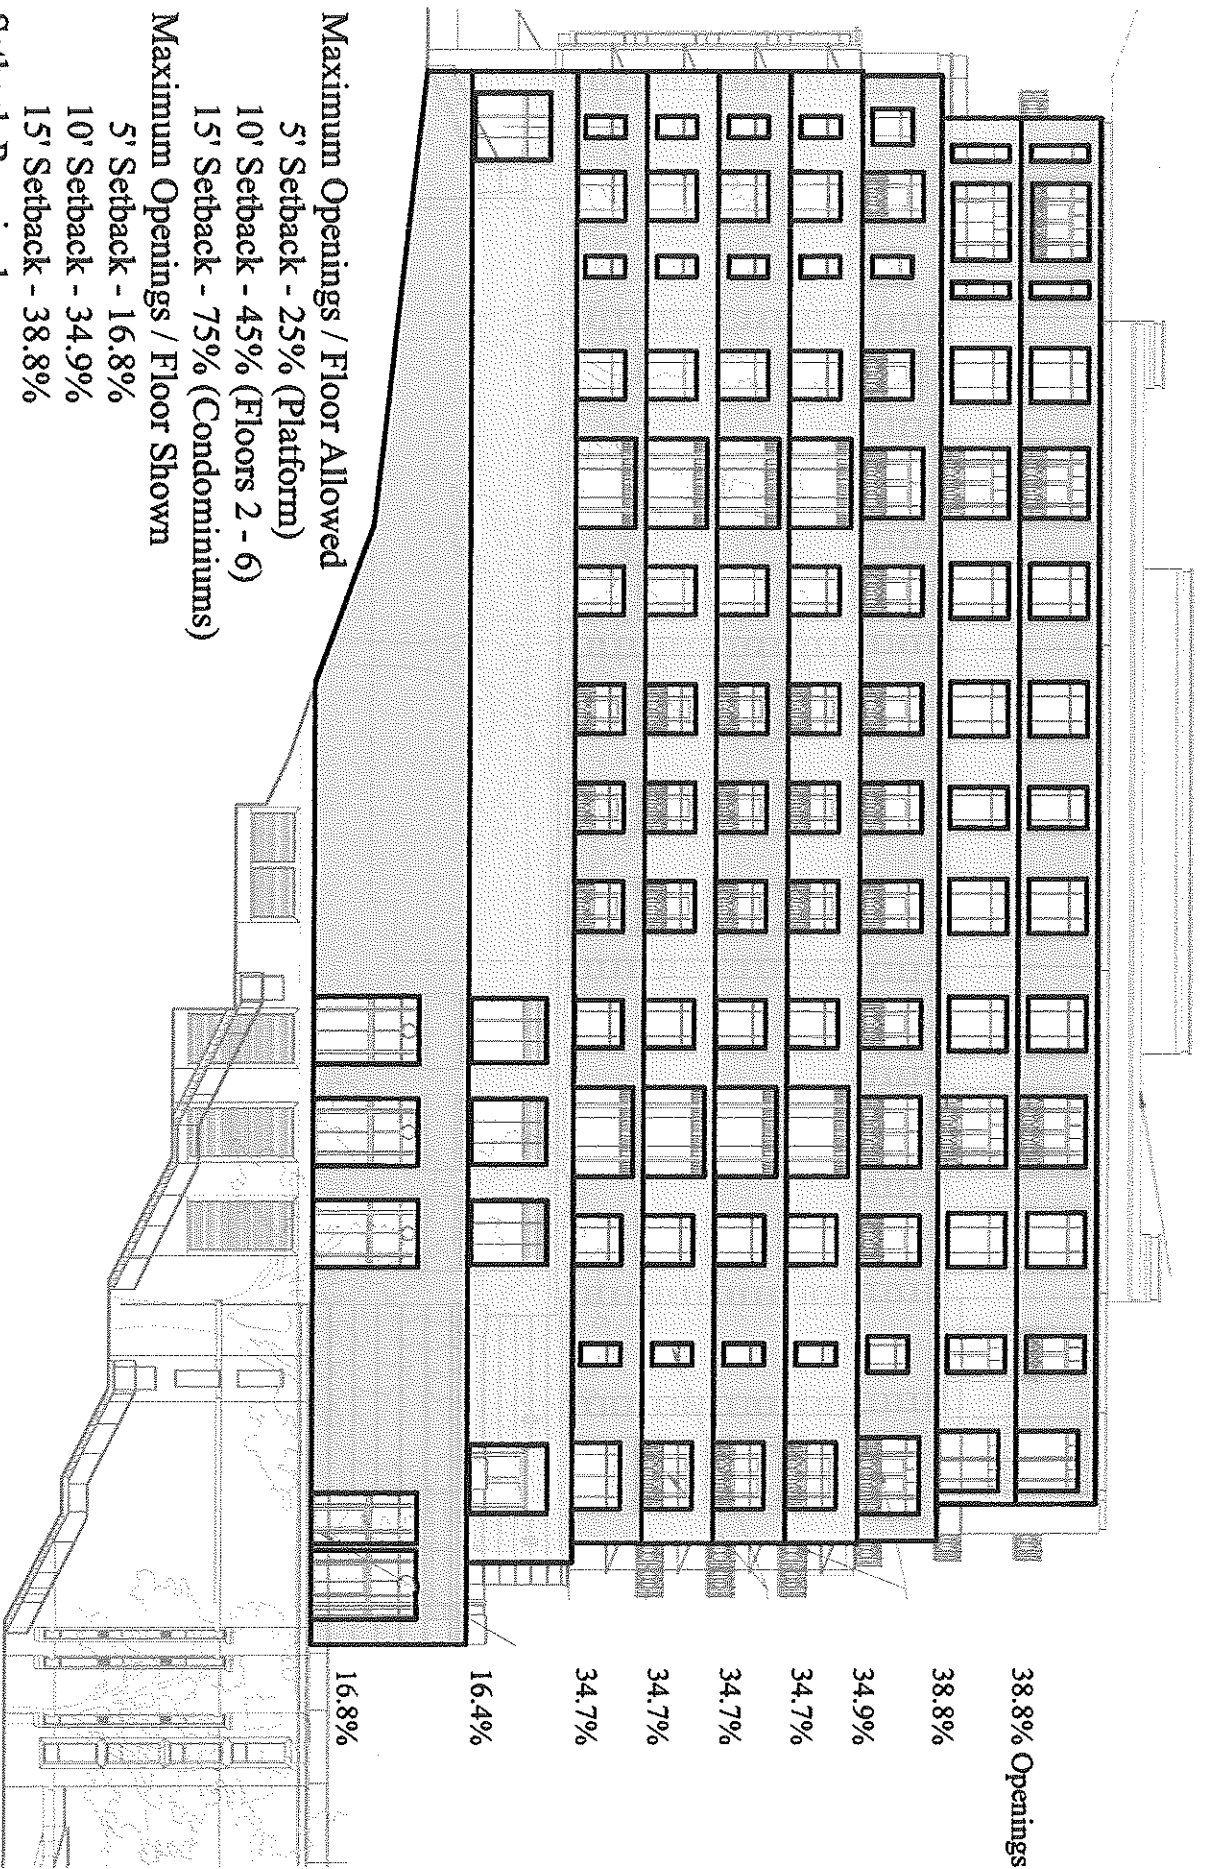 38.8% Openings
38.8%
34.9%
34.7%
34.7%
34.7%
34.7%
16.4%
16.8%
Maximum Openings / Floor Allowed
5' Setback - 25% (Platform)
10' Setback - 45% (Floors 2 - 6)
15' Setback - 75% (Condominiums)
Maximum Openings / Floor Shown
5' Setback - 16.8%
10' Setback - 34.9%
15' Setback - 38.8%